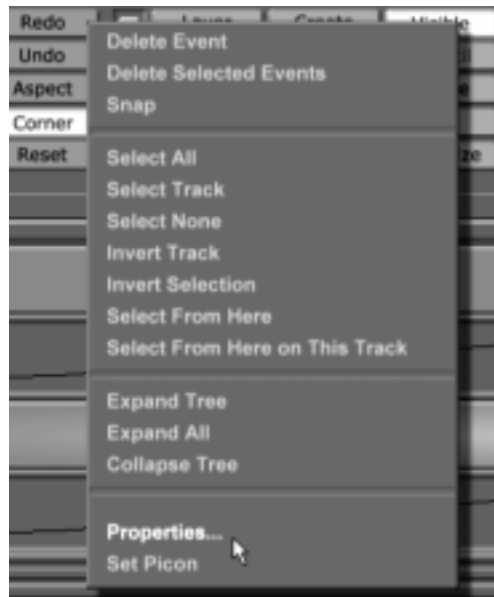 Redo
Undo
Aspect
Corner
Reset
Delete Event
Delete Selected Events
Snap
Select All
Select Track
Select None
Invert Track
Invert Selection
Select From Here
Select From Here on This Track
Expand Tree
Expand All
Collapse Tree
Properties...
Set Picon